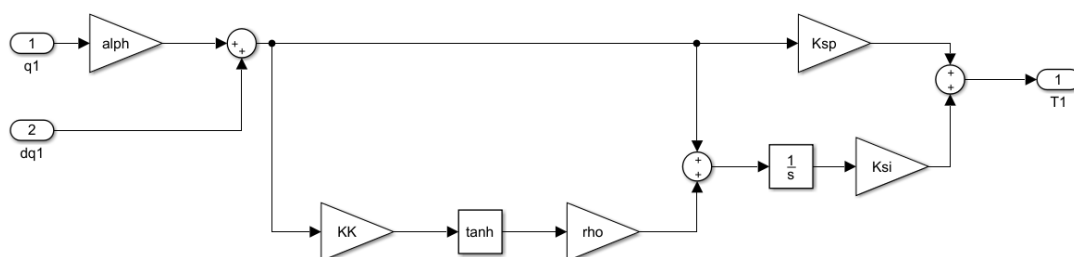 1
q1
alph
+
+
Ksp
+
+
1
T1
2
dq1
+
+
1
s
Ksi
KK
tanh
rho